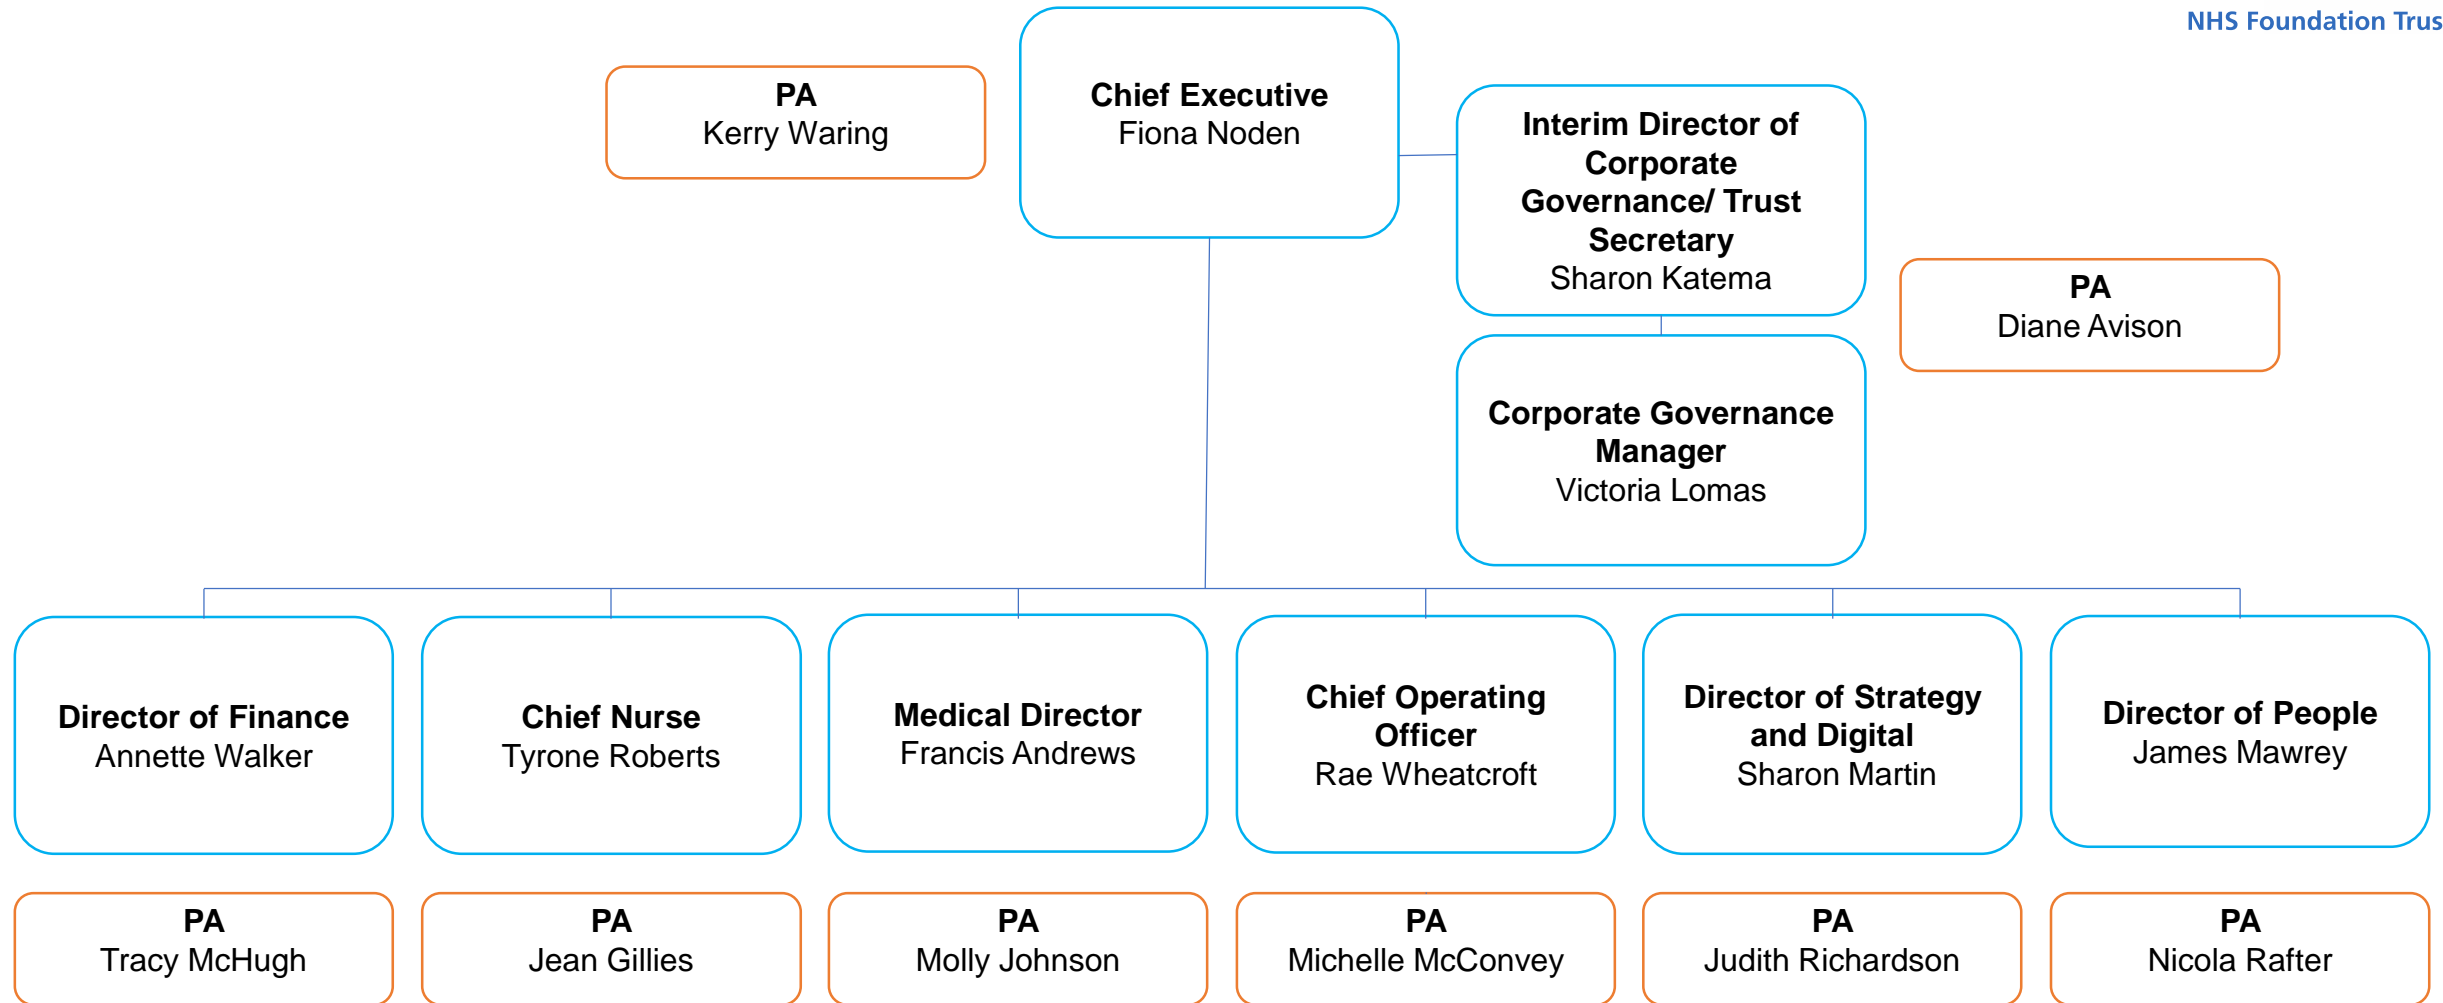 NHS Foundation Trus
PA
Kerry Waring
Chief Executive
Fiona Noden
Interim Director of
Corporate
Governance/ Trust
Secretary
Sharon Katema
PA
Diane Avison
Corporate Governance
Manager
Victoria Lomas
Director of Finance
Annette Walker
Chief Nurse
Tyrone Roberts
Medical Director
Francis Andrews
Chief Operating
Officer
Rae Wheatcroft
Director of Strategy
and Digital
Sharon Martin
Director of People
James Mawrey
PA
Tracy McHugh
PA
Jean Gillies
PA
Molly Johnson
PA
Michelle McConvey
PA
Judith Richardson
PA
Nicola Rafter